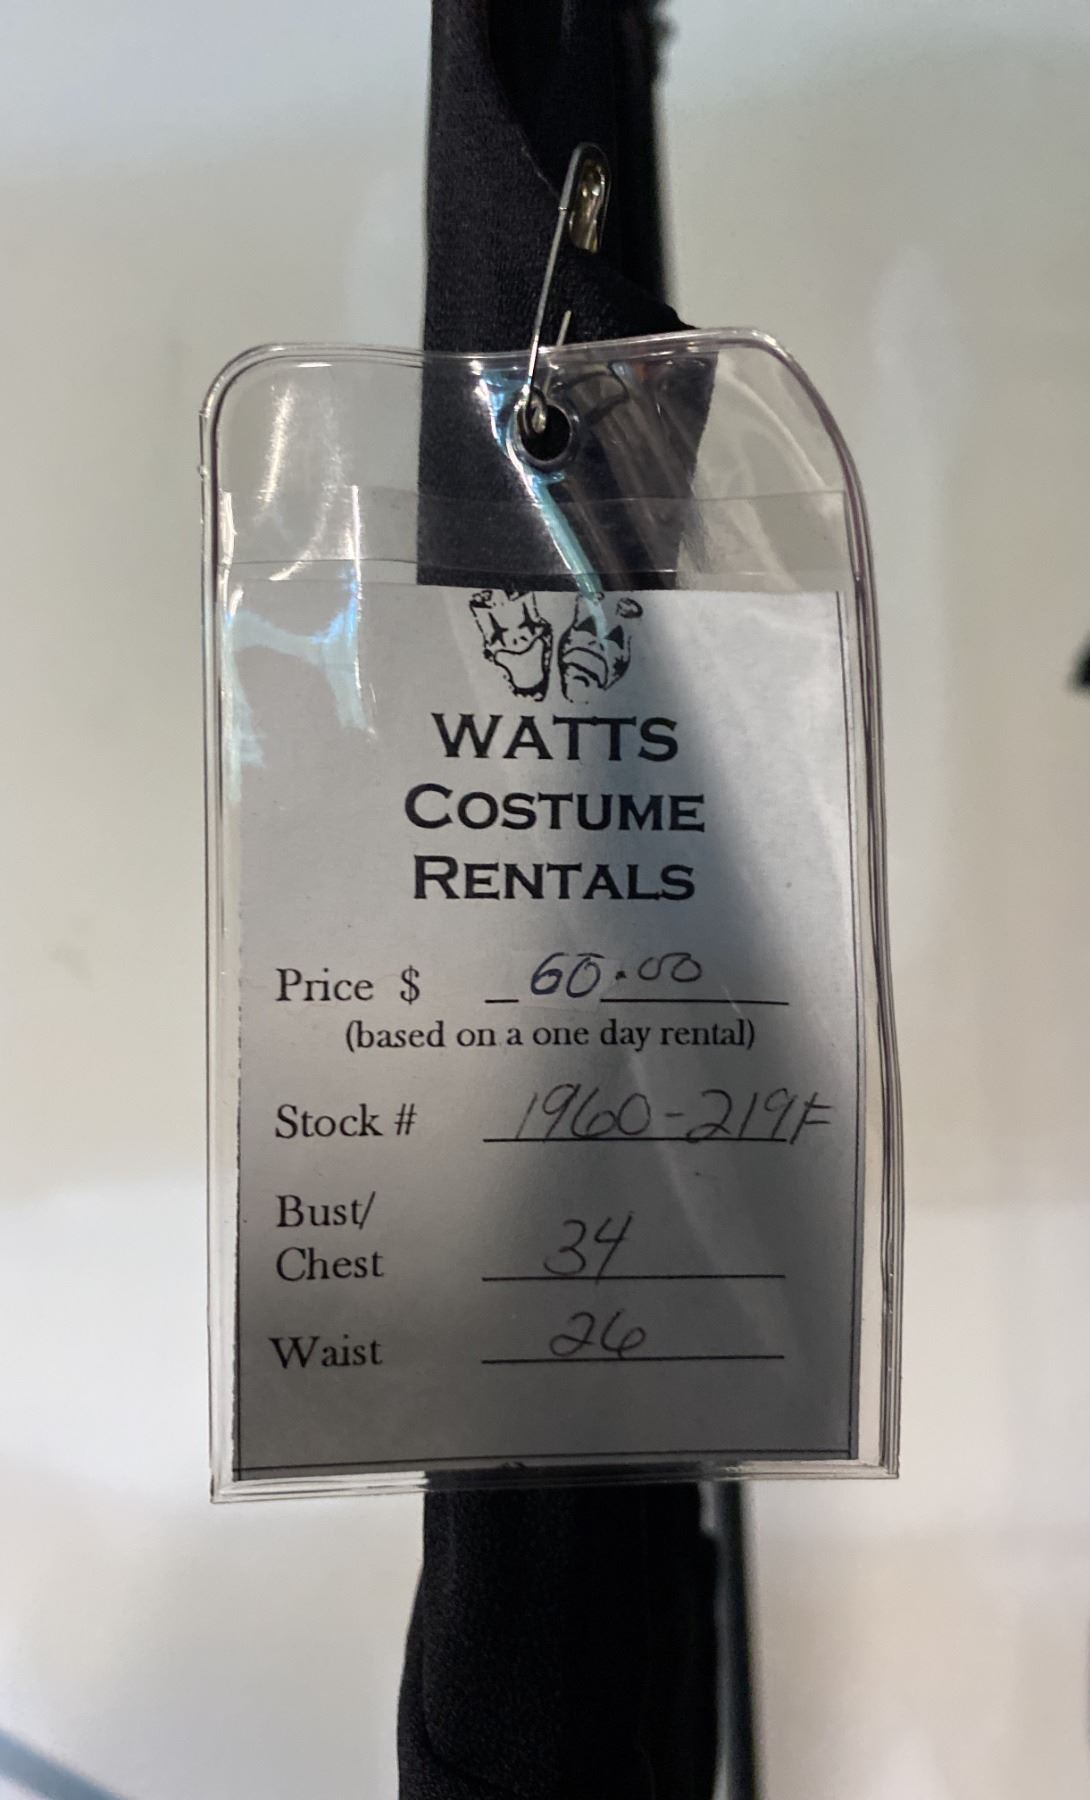 WATTS
COSTUME
RENTALS
Price $ 60.00
(based on a one day rental)
Stock # 1960-219F
Bust/
Chest 34
Waist 26